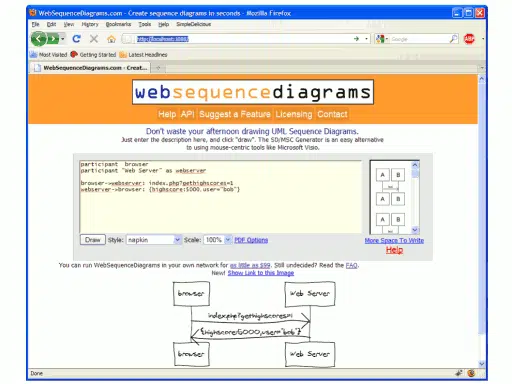 WebSequenceDiagrams.com - Create sequence diagrams in seconds - Mozilla Firefox
File Edit View History Bookmarks Tools Help SimpleDelicious
Google
ABP
Most Visited Getting Started Latest Headlines
WebSequenceDiagrams.com - Creat...
websequencediagrams
Help API Suggest a Feature Licensing Contact
Don't waste your afternoon drawing UML Sequence Diagrams.
Just enter the description here, and click "draw". The SD/MSC Generator is an easy alternative
to using mouse-centric tools like Microsoft Visio.
participant browser
participant "Web Server" as webserver
browser->webserver: index.php?gethighscores=1
webserver->browser: {highscore:5000,user="bob"}
A B
A B
Draw Style: napkin Scale: 100% PDF Options
More Space To Write
Help
You can run WebSequenceDiagrams in your own network for as little as $99. Still undecided? Read the FAQ.
New! Show Link to this Image
browser Web Server
index.php?gethighscores=1
{highscore:5000,user="bob"}
browser Web Server
Done